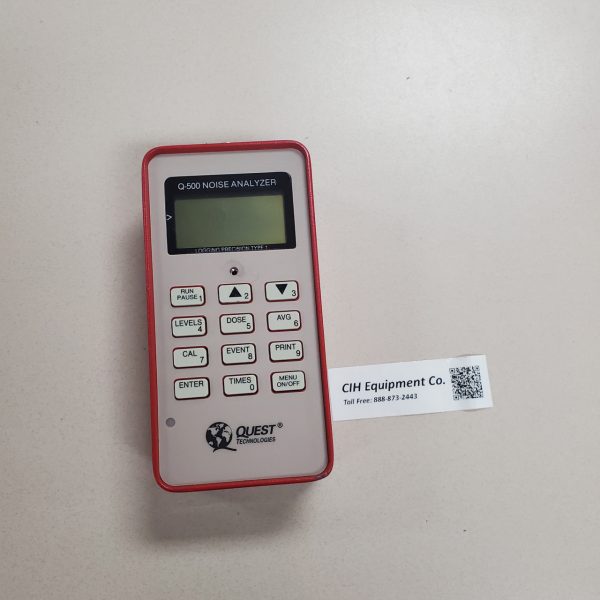 Q-500 NOISE ANALYZER
>
LOGGING PRECISION TYPE 1
RUN
PAUSE 1
▲ 2
▼ 3
LEVELS 4
DOSE 5
AVG 6
CAL 7
EVENT 8
PRINT 9
ENTER
TIMES 0
MENU
ON/OFF
QUEST®
TECHNOLOGIES
CIH Equipment Co.
Toll Free: 888-873-2443